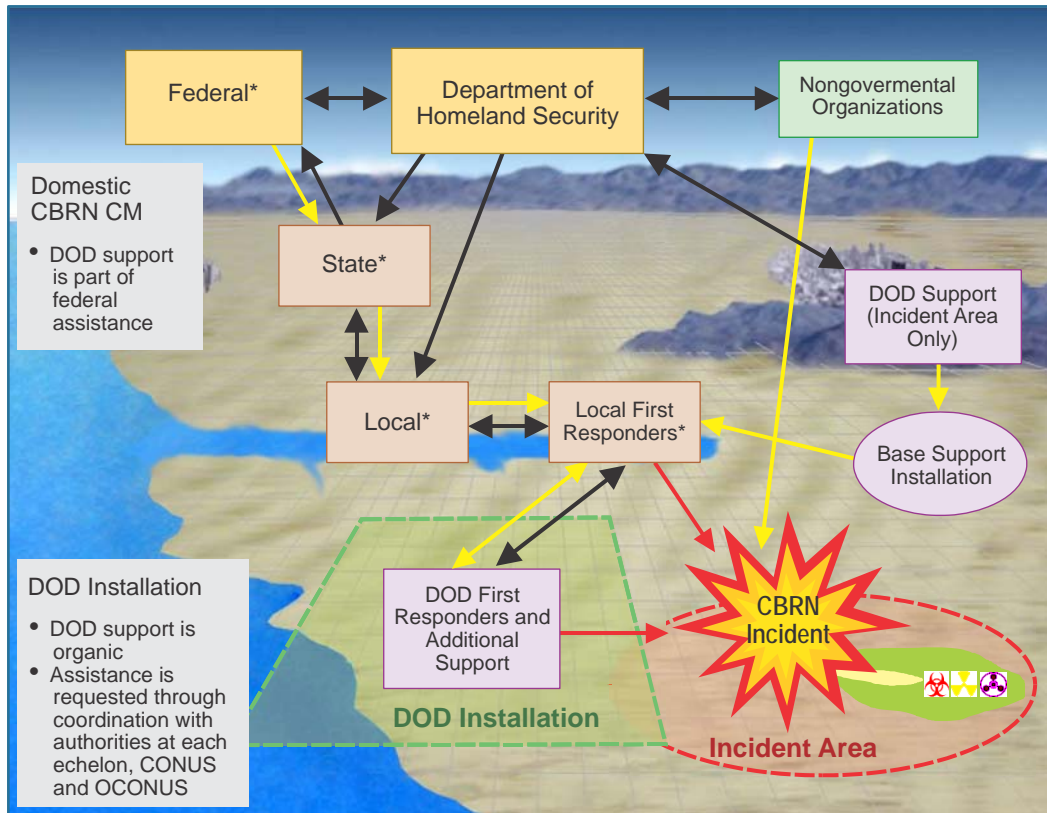 Federal*
Department of
Homeland Security
Nongovermental
Organizations
Domestic
CBRN CM
• DOD support
is part of
federal
assistance
State*
DOD Support
(Incident Area
Only)
Local*
Local First
Responders*
Base Support
Installation
DOD Installation
• DOD support is
organic
• Assistance is
requested through
coordination with
authorities at each
echelon, CONUS
and OCONUS
DOD First
Responders and
Additional
Support
CBRN
Incident
DOD Installation
Incident Area